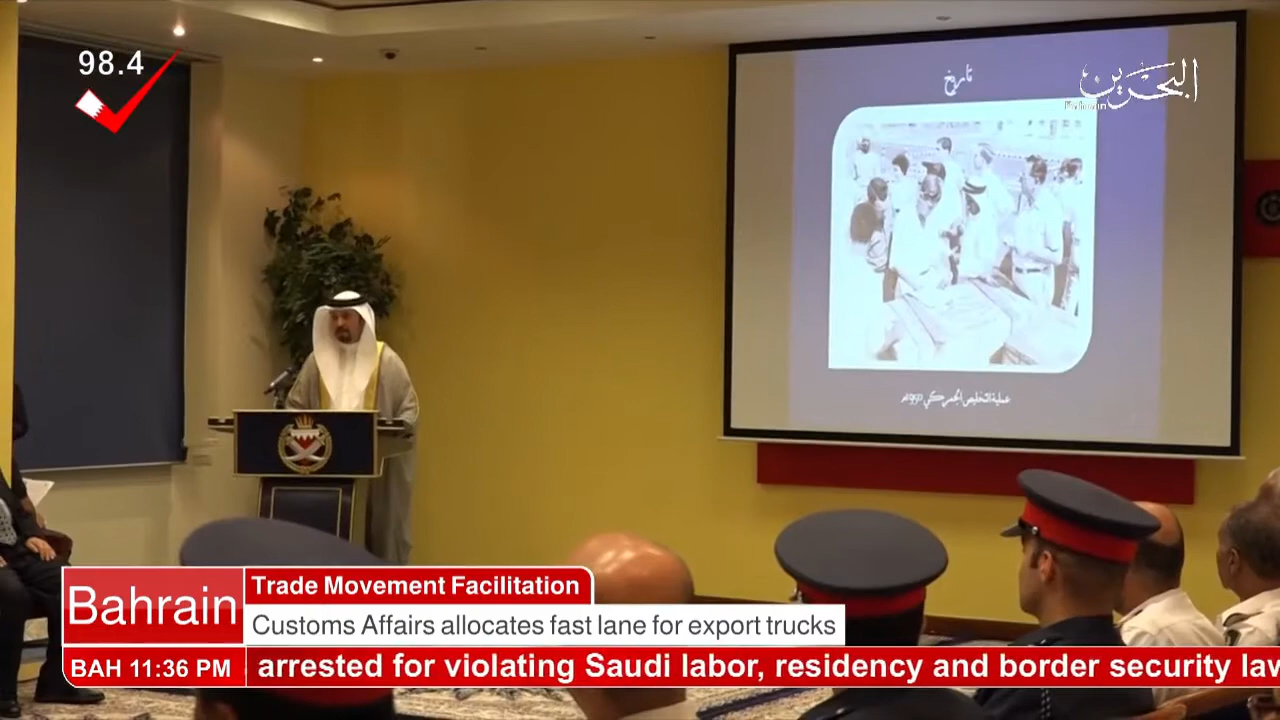 98.4
تاريخ
البحرين
Bahrain
عملية التخليص الجمركي
Bahrain
Trade Movement Facilitation
Customs Affairs allocates fast lane for export trucks
BAH 11:36 PM
arrested for violating Saudi labor, residency and border security law